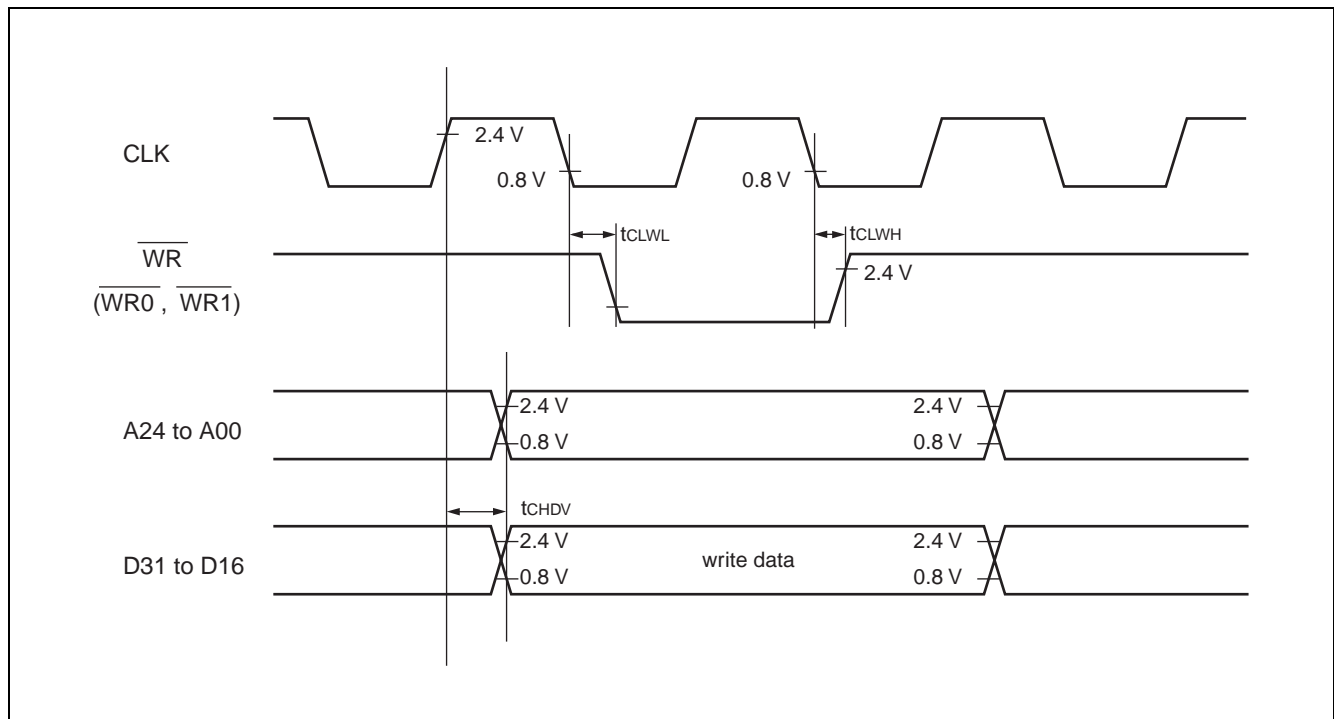 CLK
2.4 V
0.8 V
0.8 V
WR
(WR0 , WR1)
tCLWL
tCLWH
2.4 V
A24 to A00
2.4 V
0.8 V
2.4 V
0.8 V
tCHDV
D31 to D16
2.4 V
0.8 V
write data
2.4 V
0.8 V